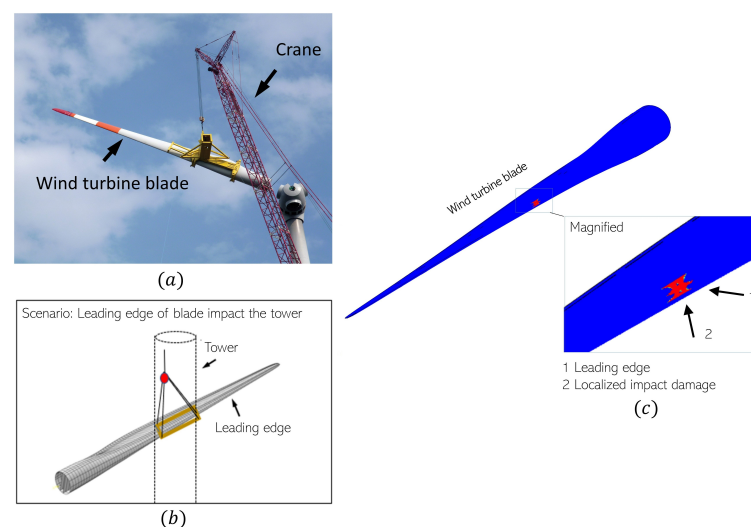 Crane
Wind turbine blade
(a)
Scenario: Leading edge of blade impact the tower
Tower
Leading edge
(b)
Wind turbine blade
Magnified
1
2
1 Leading edge
2 Localized impact damage
(c)